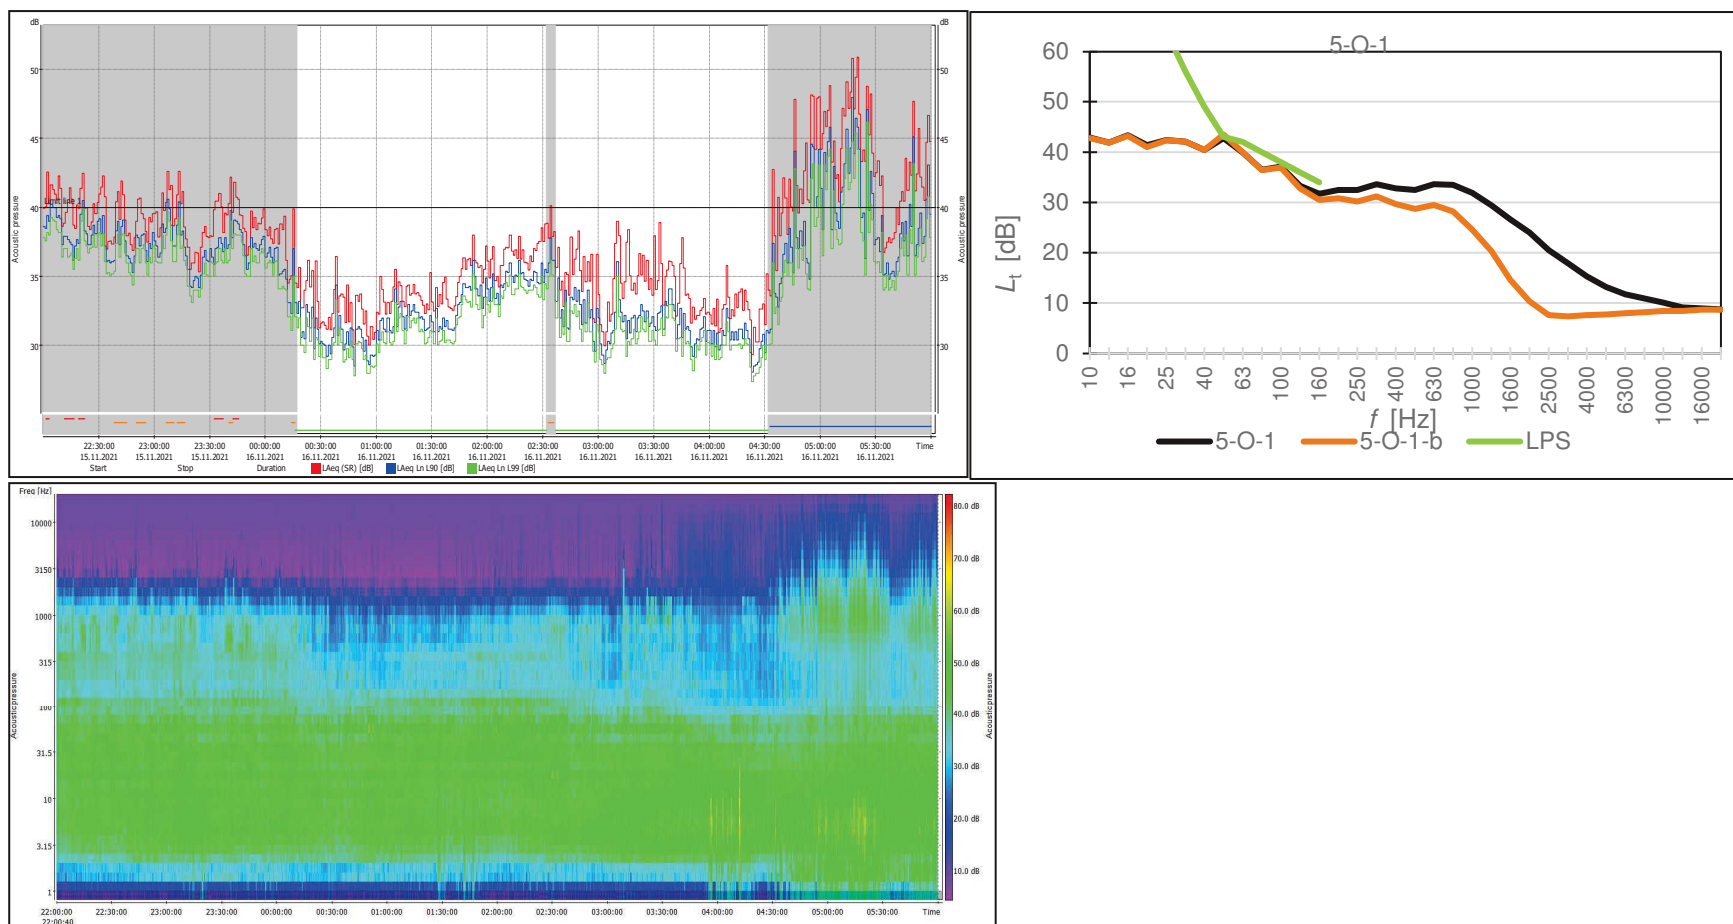 dB
dB
50
50
45
45
40
40
Limit line 1
35
35
30
30
Acoustic pressure
Acoustic pressure
22:30:00 23:00:00 23:30:00 00:00:00 00:30:00 01:00:00 01:30:00 02:00:00 02:30:00 03:00:00 03:30:00 04:00:00 04:30:00 05:00:00 05:30:00 Time
15.11.2021 15.11.2021 15.11.2021 16.11.2021 16.11.2021 16.11.2021 16.11.2021 16.11.2021 16.11.2021 16.11.2021 16.11.2021 16.11.2021 16.11.2021 16.11.2021 16.11.2021
Start Stop Duration LAeq (SR) [dB] LAeq Ln L90 [dB] LAeq Ln L99 [dB]
5-O-1
60
50
40
30
20
10
0
Lt [dB]
10 16 25 40 63 100 160 250 400 630 1000 1600 2500 4000 6300 10000 16000
f [Hz]
5-O-1 5-O-1-b LPS
Freq [Hz]
10000
3150
1000
315
100
31.5
10
3.15
1
Acoustic pressure
80.0 dB
70.0 dB
60.0 dB
50.0 dB
40.0 dB
30.0 dB
20.0 dB
10.0 dB
Acoustic pressure
22:00:00 22:30:00 23:00:00 23:30:00 00:00:00 00:30:00 01:00:00 01:30:00 02:00:00 02:30:00 03:00:00 03:30:00 04:00:00 04:30:00 05:00:00 05:30:00 Time
22:00:40